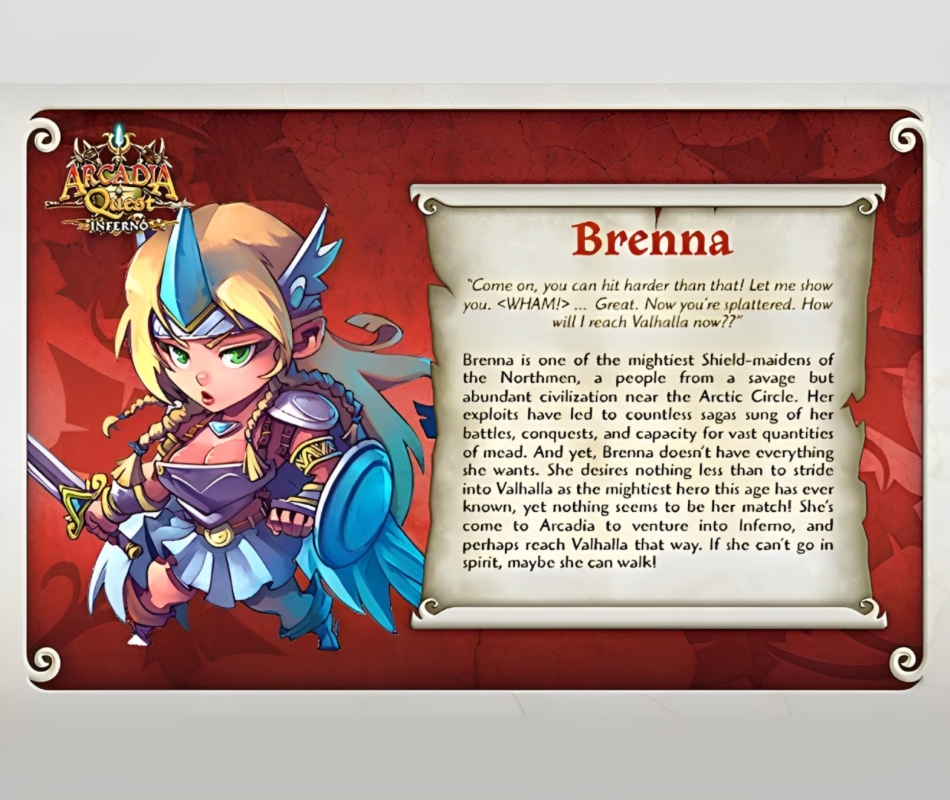 ARCADIA
Quest
INFERNO
Brenna
"Come on, you can hit harder than that! Let me show
you. <WHAM!> ... Great. Now you're splattered. How
will I reach Valhalla now??"
Brenna is one of the mightiest Shield-maidens of
the Northmen, a people from a savage but
abundant civilization near the Arctic Circle. Her
exploits have led to countless sagas sung of her
battles, conquests, and capacity for vast quantities
of mead. And yet, Brenna doesn't have everything
she wants. She desires nothing less than to stride
into Valhalla as the mightiest hero this age has ever
known, yet nothing seems to be her match! She's
come to Arcadia to venture into Inferno, and
perhaps reach Valhalla that way. If she can't go in
spirit, maybe she can walk!